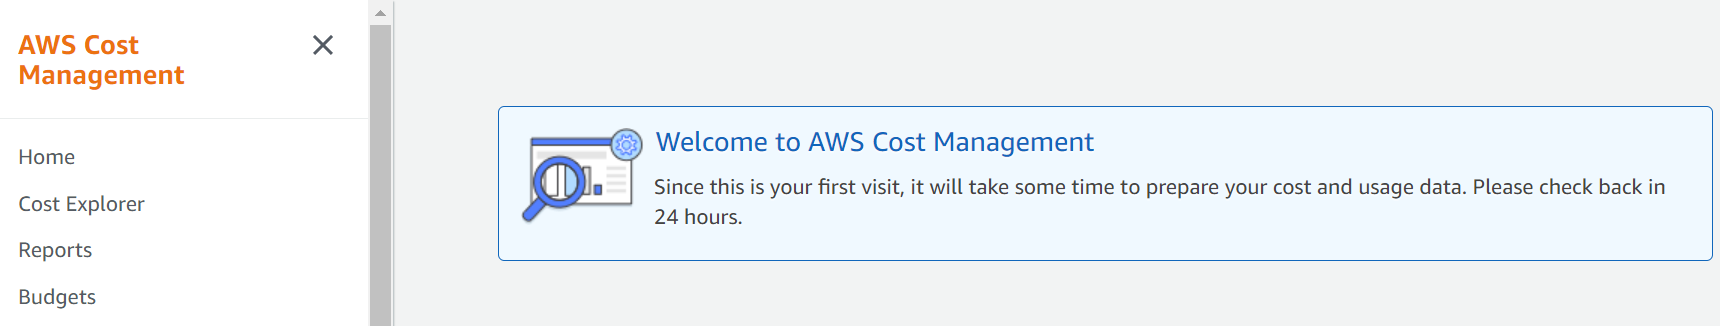 AWS Cost
Management
Home
Cost Explorer
Reports
Budgets
Welcome to AWS Cost Management
Since this is your first visit, it will take some time to prepare your cost and usage data. Please check back in
24 hours.